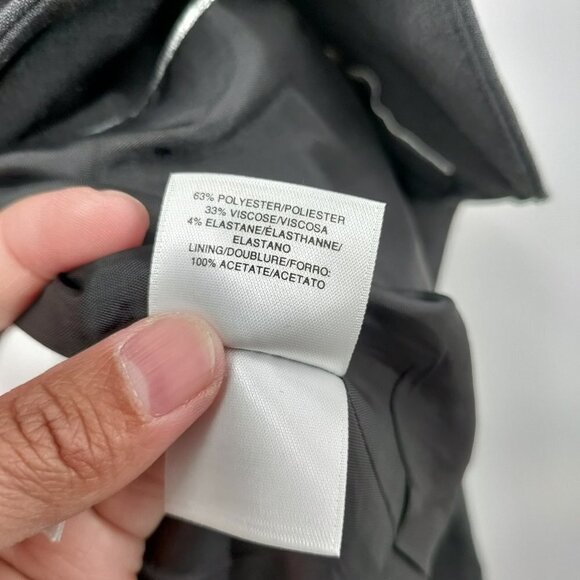 63% POLYESTER/POLIESTER
33% VISCOSE/VISCOSA
4% ELASTANE/ÉLASTHANNE/
ELASTANO
LINING/DOUBLURE/FORRO:
100% ACETATE/ACETATO